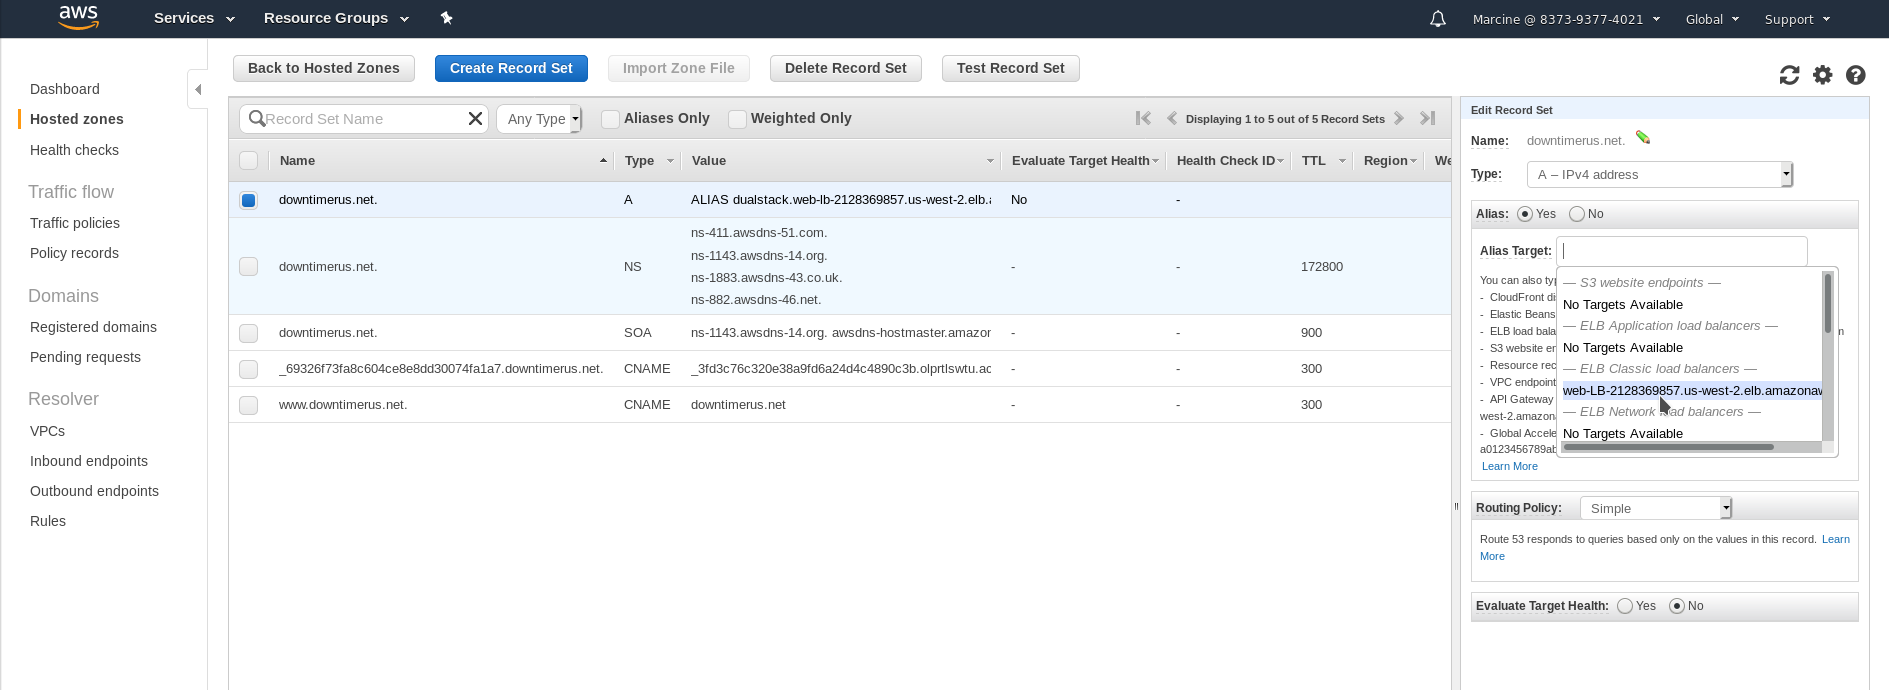 aws
Services
Resource Groups
Marcine @ 8373-9377-4021
Global
Support
Dashboard
Hosted zones
Health checks
Traffic flow
Traffic policies
Policy records
Domains
Registered domains
Pending requests
Resolver
VPCs
Inbound endpoints
Outbound endpoints
Rules
Back to Hosted Zones
Create Record Set
Import Zone File
Delete Record Set
Test Record Set
Record Set Name
Any Type
Aliases Only
Weighted Only
Displaying 1 to 5 out of 5 Record Sets
Name Type Value Evaluate Target Health Health Check ID TTL Region We
downtimerus.net. A ALIAS dualstack.web-lb-2128369857.us-west-2.elb. No -
ns-411.awsdns-51.com.
ns-1143.awsdns-14.org.
downtimerus.net. NS - - 172800
ns-1883.awsdns-43.co.uk.
ns-882.awsdns-46.net.
downtimerus.net. SOA ns-1143.awsdns-14.org. awsdns-hostmaster.amazor - - 900
_69326f73fa8c604ce8e8dd30074fa1a7.downtimerus.net. CNAME _3fd3c76c320e38a9fd6a24d4c4890c3b.olprtlswtu.ac - - 300
www.downtimerus.net. CNAME downtimerus.net - - 300
Edit Record Set
Name: downtimerus.net.
Type: A – IPv4 address
Alias: Yes No
Alias Target:
You can also ty
- CloudFront di
- Elastic Beans
- ELB load bala
- S3 website er
- Resource rec
- VPC endpoint
- API Gateway
west-2.amazon
- Global Accele
a0123456789ab
Learn More
— S3 website endpoints —
No Targets Available
— ELB Application load balancers —
No Targets Available
— ELB Classic load balancers —
web-LB-2128369857.us-west-2.elb.amazonaw
— ELB Network load balancers —
No Targets Available
Routing Policy: Simple
Route 53 responds to queries based only on the values in this record. Learn
More
Evaluate Target Health: Yes No